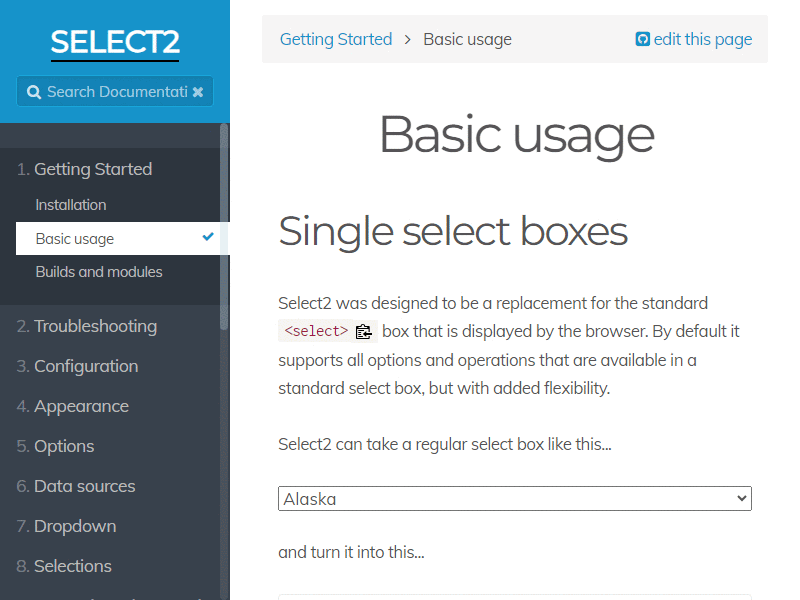 SELECT2
Search Documentati
1. Getting Started
Installation
Basic usage
Builds and modules
2. Troubleshooting
3. Configuration
4. Appearance
5. Options
6. Data sources
7. Dropdown
8. Selections
Getting Started > Basic usage
edit this page
Basic usage
Single select boxes
Select2 was designed to be a replacement for the standard
<select> box that is displayed by the browser. By default it
supports all options and operations that are available in a
standard select box, but with added flexibility.
Select2 can take a regular select box like this...
Alaska
and turn it into this...